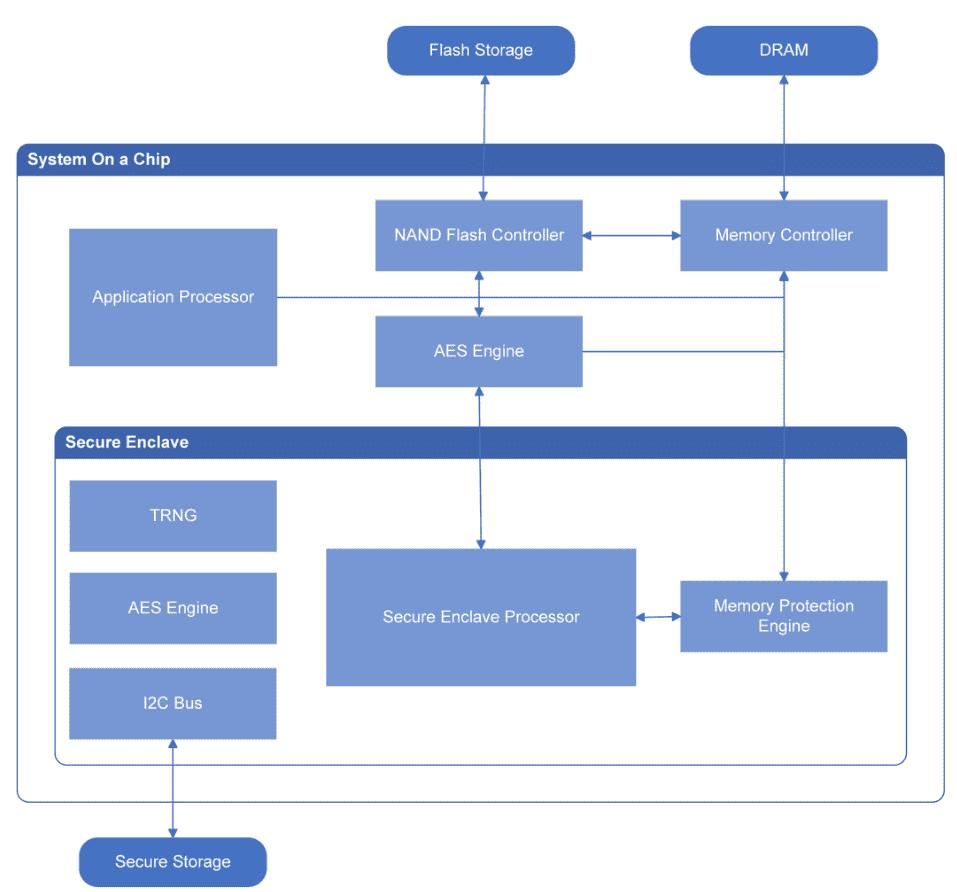 Flash Storage
DRAM
System On a Chip
NAND Flash Controller
Memory Controller
Application Processor
AES Engine
Secure Enclave
TRNG
AES Engine
Secure Enclave Processor
Memory Protection
Engine
I2C Bus
Secure Storage